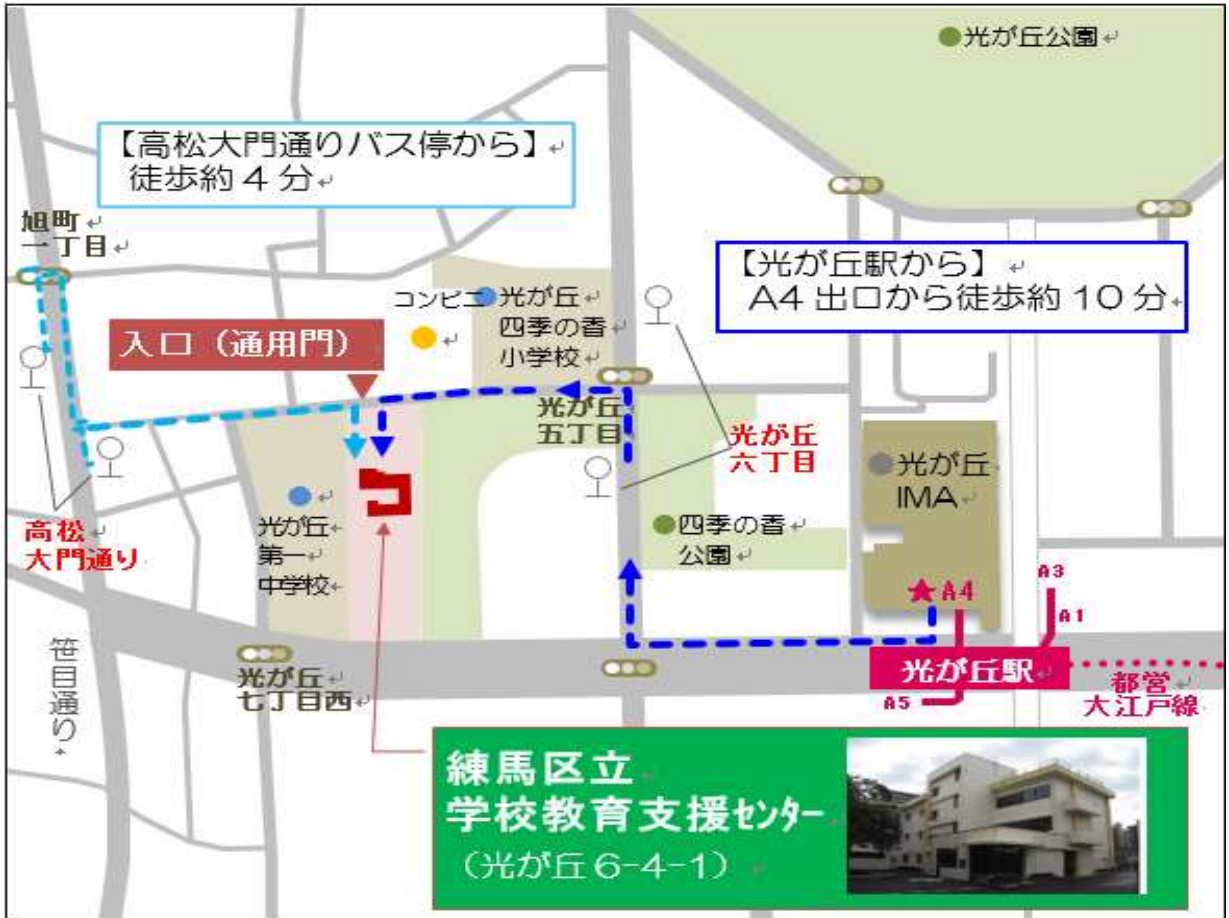 光が丘公園
【高松大門通りバス停から】
徒歩約4分
旭町
一丁目
【光が丘駅から】
A4出口から徒歩約10分
コンビニ
光が丘
四季の香
小学校
入口（通用門）
光が丘
五丁目
光が丘
六丁目
光が丘
IMA
高松
大門通り
光が丘
第一
中学校
四季の香
公園
A4
A3
A1
笹目通り
光が丘
七丁目西
光が丘駅
A5
都営
大江戸線
練馬区立
学校教育支援センター
（光が丘6-4-1）